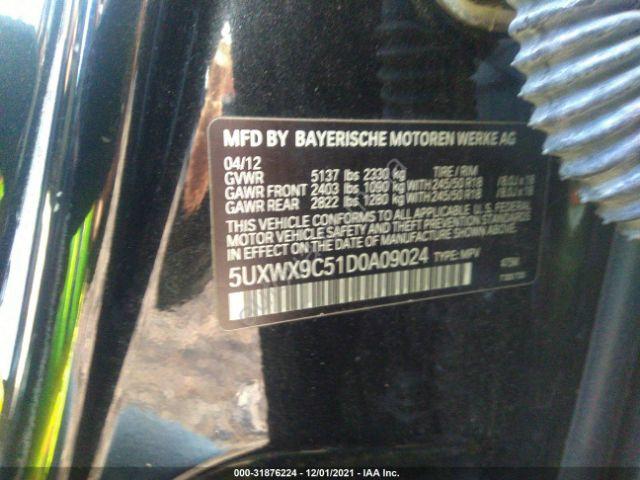 MFD BY BAYERISCHE MOTOREN WERKE AG
04/12
GVWR 5137 lbs 2330 kg TIRE / RIM
GAWR FRONT 2403 lbs 1090 kg WITH 245/50 R18
GAWR REAR 2822 lbs 1280 kg WITH 245/50 R18
THIS VEHICLE CONFORMS TO ALL APPLICABLE U.S. FEDERAL
MOTOR VEHICLE SAFETY AND THEFT PREVENTION STANDARDS
IN EFFECT ON THE DATE OF MANUFACTURE SHOWN ABOVE.
5UXWX9C51D0A09024 TYPE: MPV
000-31876224 - 12/01/2021 - IAA Inc.